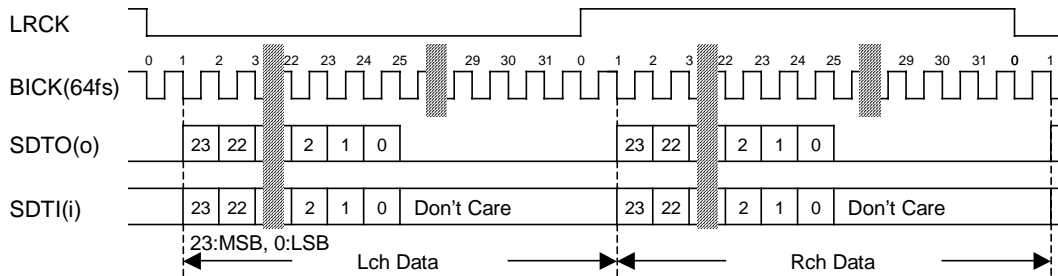 LRCK
0 1 2 3 22 23 24 25 29 30 31 0 1 2 3 22 23 24 25 29 30 31 0 1
BICK(64fs)
SDTO(o) 23 22 2 1 0 23 22 2 1 0
SDTI(i) 23 22 2 1 0 Don't Care 23 22 2 1 0 Don't Care
23:MSB, 0:LSB
Lch Data Rch Data